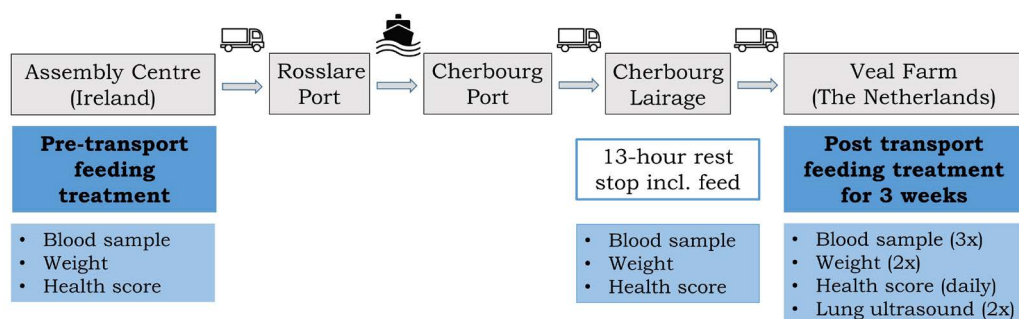 Assembly Centre
(Ireland)
Rosslare
Port
Cherbourg
Port
Cherbourg
Lairage
Veal Farm
(The Netherlands)
Pre-transport
feeding
treatment
13-hour rest
stop incl. feed
Post transport
feeding treatment
for 3 weeks
• Blood sample
• Weight
• Health score
• Blood sample
• Weight
• Health score
• Blood sample (3x)
• Weight (2x)
• Health score (daily)
• Lung ultrasound (2x)